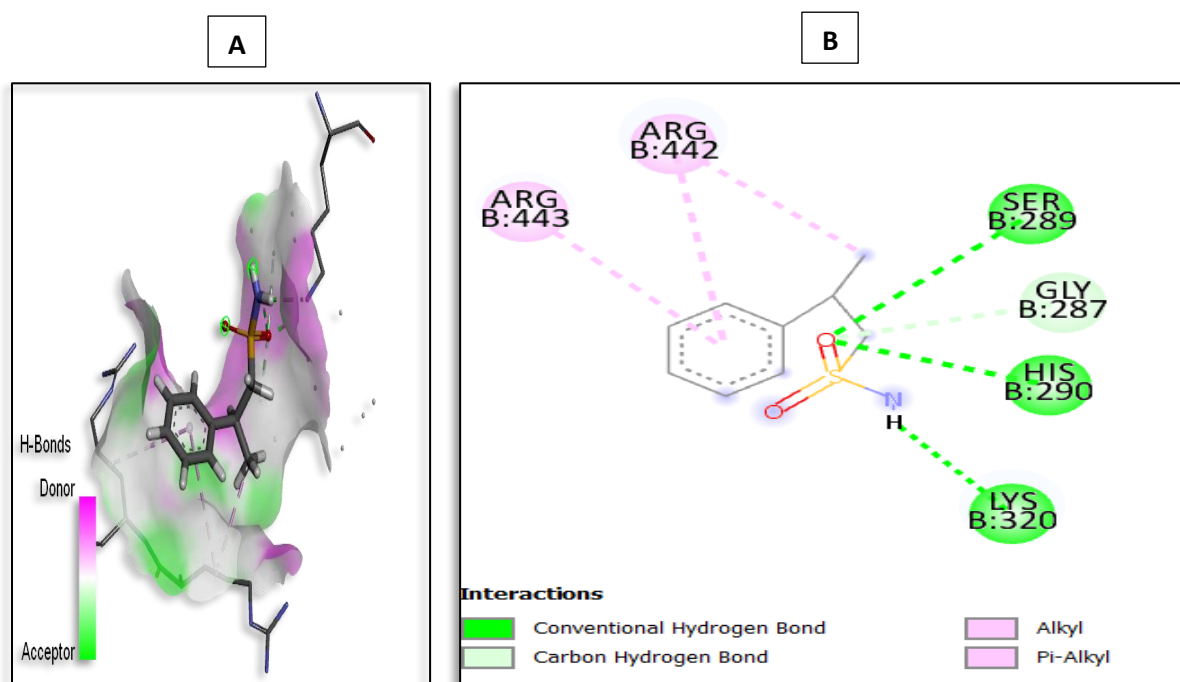 A
B
H-Bonds
Donor
Acceptor
ARG
B:442
ARG
B:443
SER
B:289
GLY
B:287
HIS
B:290
LYS
B:320
O
S
O
N
H
Interactions
Conventional Hydrogen Bond
Carbon Hydrogen Bond
Alkyl
Pi-Alkyl